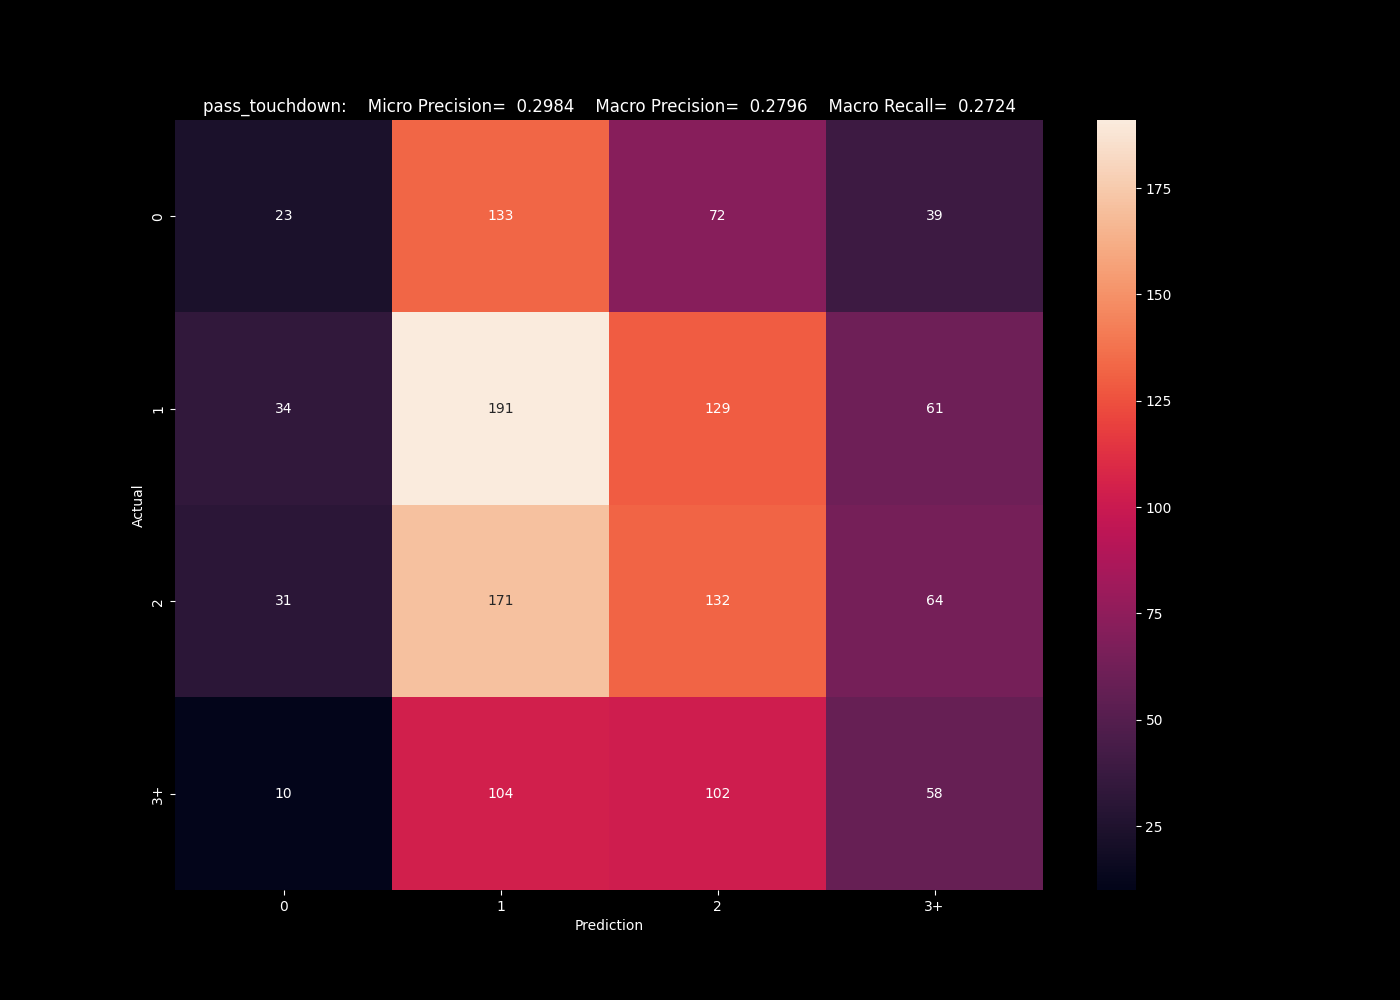 pass_touchdown: Micro Precision= 0.2984 Macro Precision= 0.2796 Macro Recall= 0.2724
0 23 133 72 39
1 34 191 129 61
2 31 171 132 64
3+ 10 104 102 58
Actual
0 1 2 3+
Prediction
175
150
125
100
75
50
25